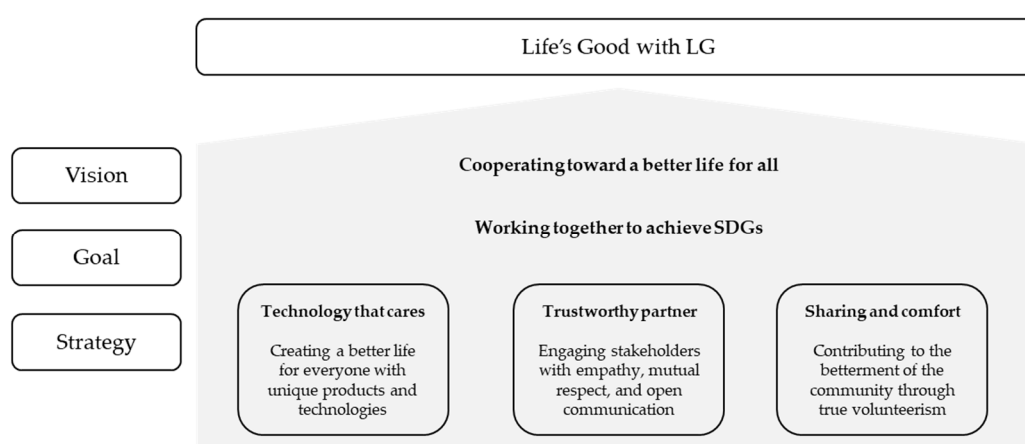 Life's Good with LG
Vision
Cooperating toward a better life for all
Goal
Working together to achieve SDGs
Strategy
Technology that cares
Creating a better life
for everyone with
unique products and
technologies
Trustworthy partner
Engaging stakeholders
with empathy, mutual
respect, and open
communication
Sharing and comfort
Contributing to the
betterment of the
community through
true volunteerism